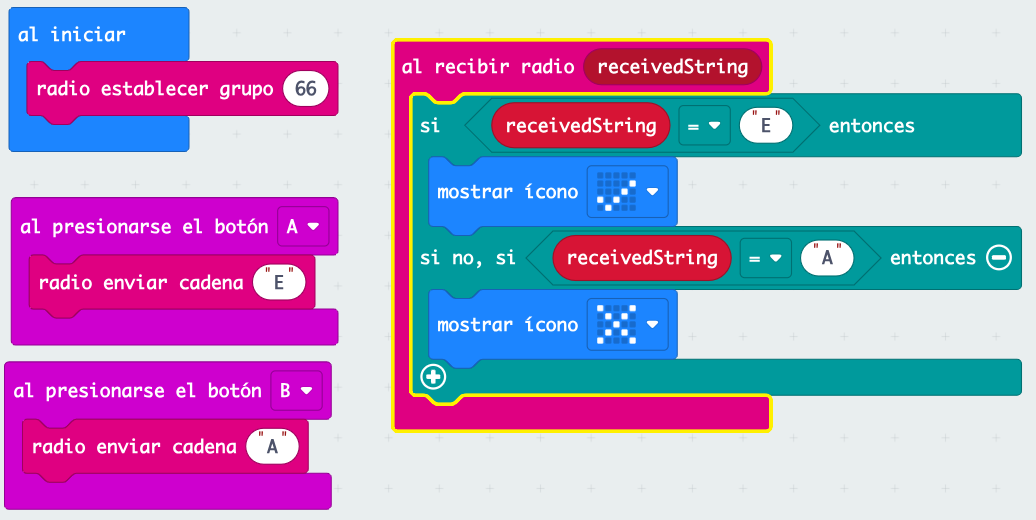 al iniciar
radio establecer grupo 66
al presionarse el botón A
radio enviar cadena "E"
al presionarse el botón B
radio enviar cadena "A"
al recibir radio receivedString
si receivedString = "E" entonces
mostrar ícono
si no, si receivedString = "A" entonces
mostrar ícono